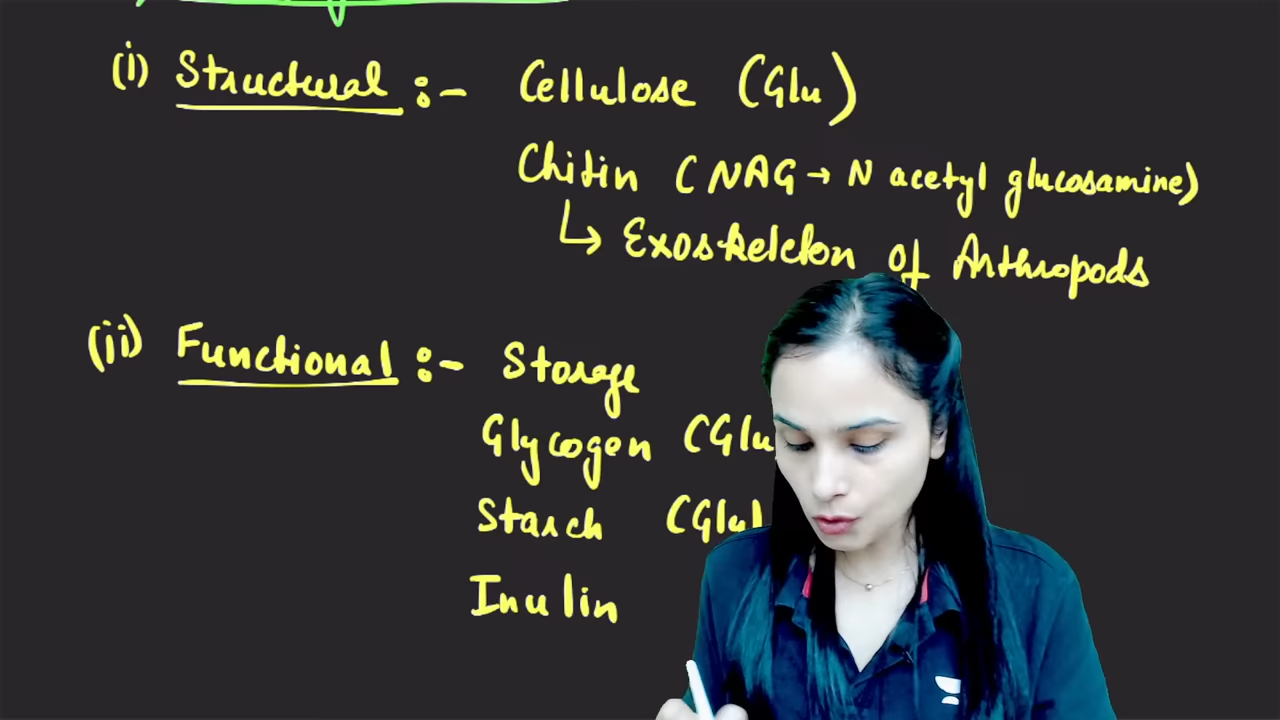 (i) Structural :- Cellulose (Glu)
Chitin (NAG → N acetyl glucosamine)
↳ Exoskeleton of Arthropods
(ii) Functional :- Storage
Glycogen (Glu
Starch (Glu
Inulin